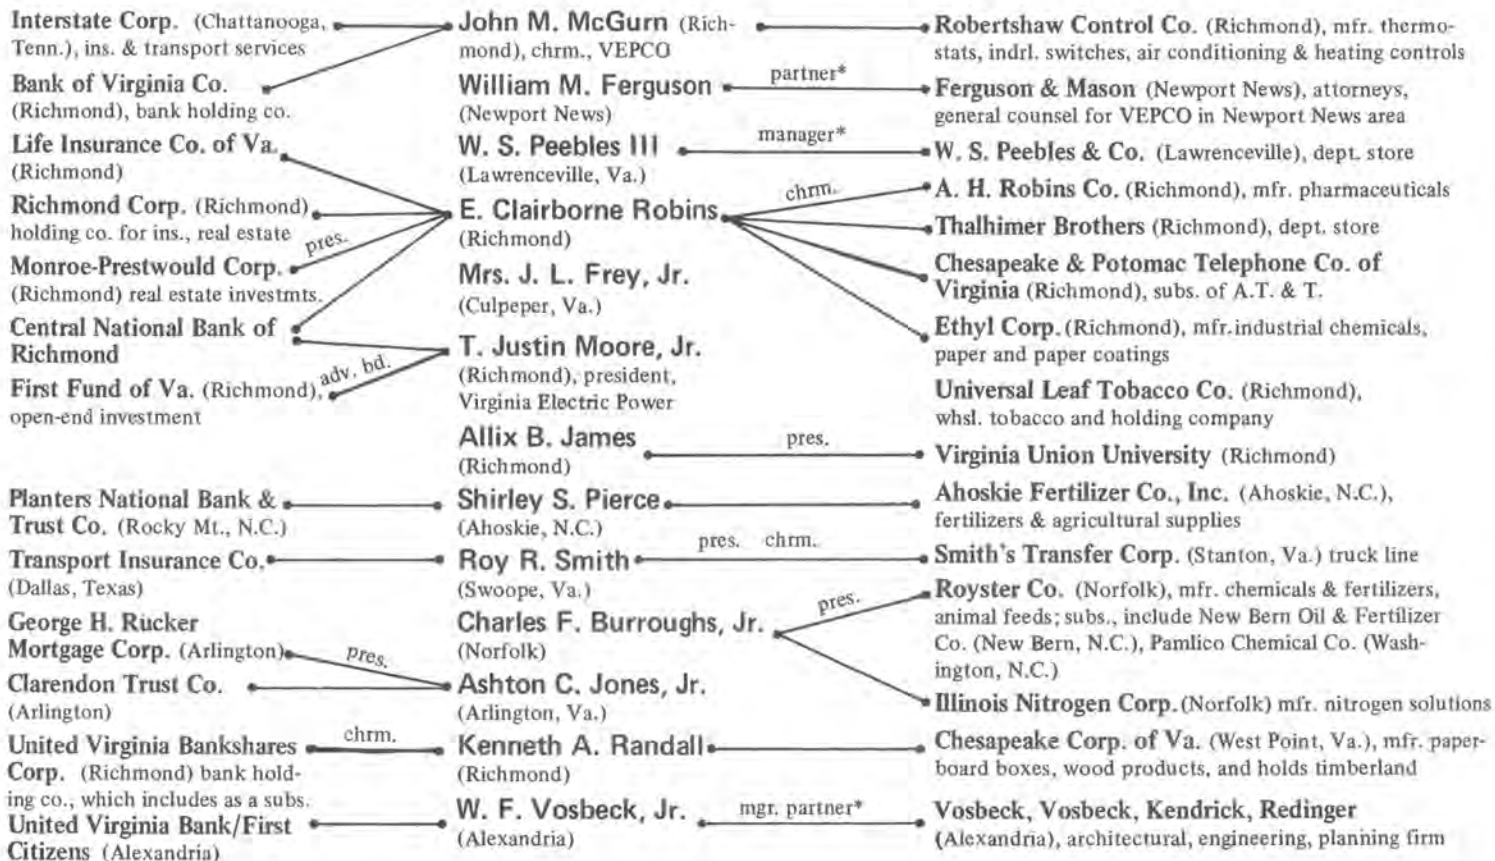 Interstate Corp. (Chattanooga,
Tenn.), ins. & transport services
Bank of Virginia Co.
(Richmond), bank holding co.
Life Insurance Co. of Va.
(Richmond)
Richmond Corp. (Richmond)
holding co. for ins., real estate
pres.
Monroe-Prestwould Corp.
(Richmond) real estate investmts.
Central National Bank of
Richmond
First Fund of Va. (Richmond),
open-end investment
adv. bd.
Planters National Bank &
Trust Co. (Rocky Mt., N.C.)
Transport Insurance Co.
(Dallas, Texas)
George H. Rucker
Mortgage Corp. (Arlington)
pres.
Clarendon Trust Co.
(Arlington)
United Virginia Bankshares
chrm.
Corp. (Richmond) bank hold-
ing co., which includes as a subs.
United Virginia Bank/First
Citizens (Alexandria)
John M. McGurn (Rich-
mond), chrm., VEPCO
William M. Ferguson
(Newport News)
W. S. Peebles III
(Lawrenceville, Va.)
E. Clairborne Robins
(Richmond)
Mrs. J. L. Frey, Jr.
(Culpeper, Va.)
T. Justin Moore, Jr.
(Richmond), president,
Virginia Electric Power
Allix B. James
(Richmond)
Shirley S. Pierce
(Ahoskie, N.C.)
Roy R. Smith
(Swoope, Va.)
Charles F. Burroughs, Jr.
(Norfolk)
Ashton C. Jones, Jr.
(Arlington, Va.)
Kenneth A. Randall
(Richmond)
W. F. Vosbeck, Jr.
(Alexandria)
Robertshaw Control Co. (Richmond), mfr. thermo-
stats, indrl. switches, air conditioning & heating controls
partner*
Ferguson & Mason (Newport News), attorneys,
general counsel for VEPCO in Newport News area
manager*
W. S. Peebles & Co. (Lawrenceville), dept. store
chrm.
A. H. Robins Co. (Richmond), mfr. pharmaceuticals
Thalhimer Brothers (Richmond), dept. store
Chesapeake & Potomac Telephone Co. of
Virginia (Richmond), subs. of A.T. & T.
Ethyl Corp. (Richmond), mfr. industrial chemicals,
paper and paper coatings
Universal Leaf Tobacco Co. (Richmond),
whsl. tobacco and holding company
pres.
Virginia Union University (Richmond)
Ahoskie Fertilizer Co., Inc. (Ahoskie, N.C.),
fertilizers & agricultural supplies
pres. chrm.
Smith's Transfer Corp. (Stanton, Va.) truck line
pres.
Royster Co. (Norfolk), mfr. chemicals & fertilizers,
animal feeds; subs., include New Bern Oil & Fertilizer
Co. (New Bern, N.C.), Pamlico Chemical Co. (Wash-
ington, N.C.)
Illinois Nitrogen Corp. (Norfolk) mfr. nitrogen solutions
Chesapeake Corp. of Va. (West Point, Va.), mfr. paper-
board boxes, wood products, and holds timberland
mgr. partner*
Vosbeck, Vosbeck, Kendrick, Redinger
(Alexandria), architectural, engineering, planning firm